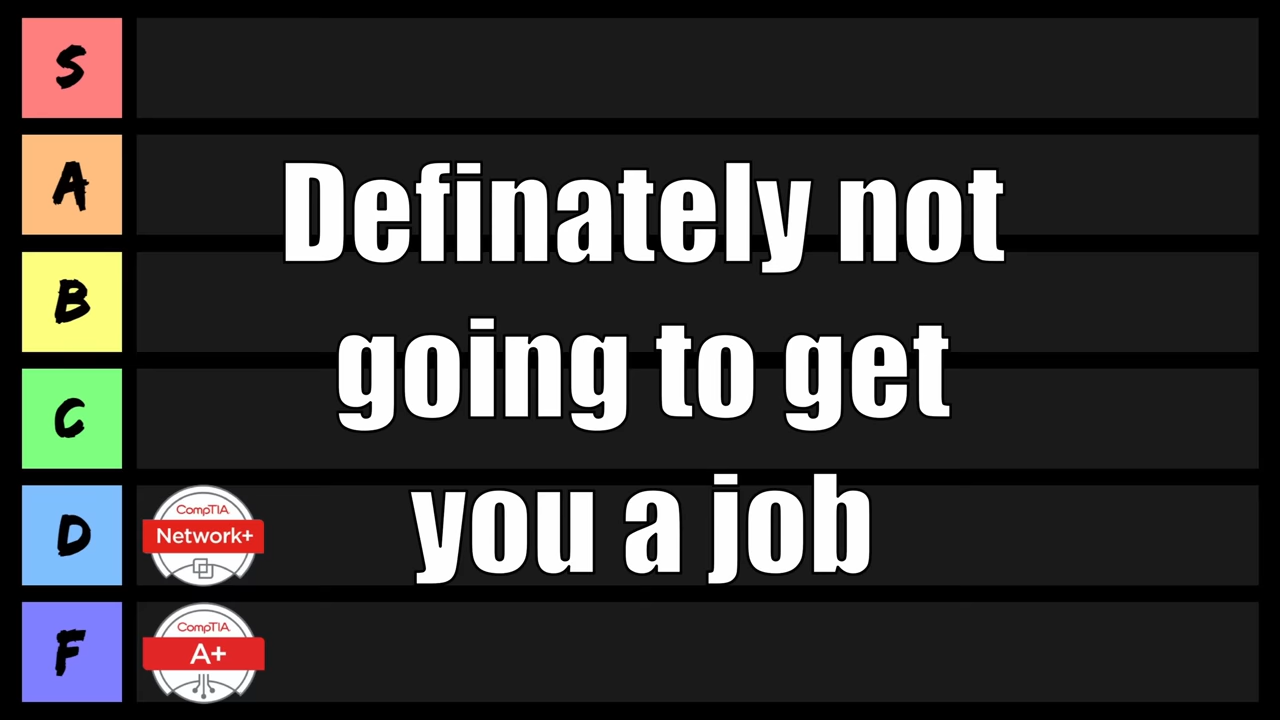 S
A
Definately not
B
going to get
C
you a job
D
CompTIA
Network+
F
CompTIA
A+